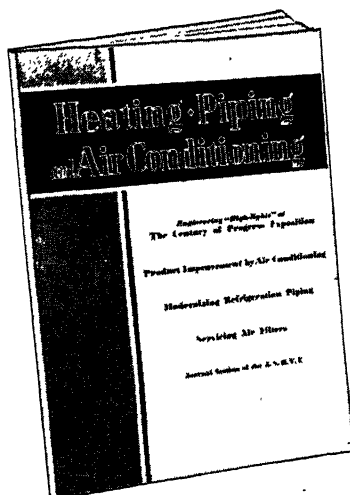 Heating · Piping
and Air Conditioning
Engineering "High-lights" of
The Century of Progress Exposition
Product Improvement by Air Conditioning
Modernizing Refrigeration Piping
Servicing Air Filters
Journal Section of the A.S.H.V.E.